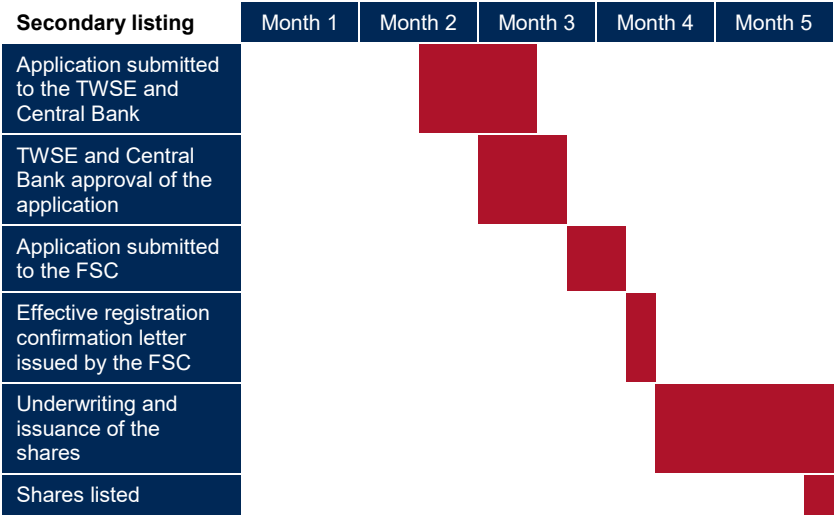 Secondary listing
Month 1
Month 2
Month 3
Month 4
Month 5
Application submitted
to the TWSE and
Central Bank
TWSE and Central
Bank approval of the
application
Application submitted
to the FSC
Effective registration
confirmation letter
issued by the FSC
Underwriting and
issuance of the
shares
Shares listed